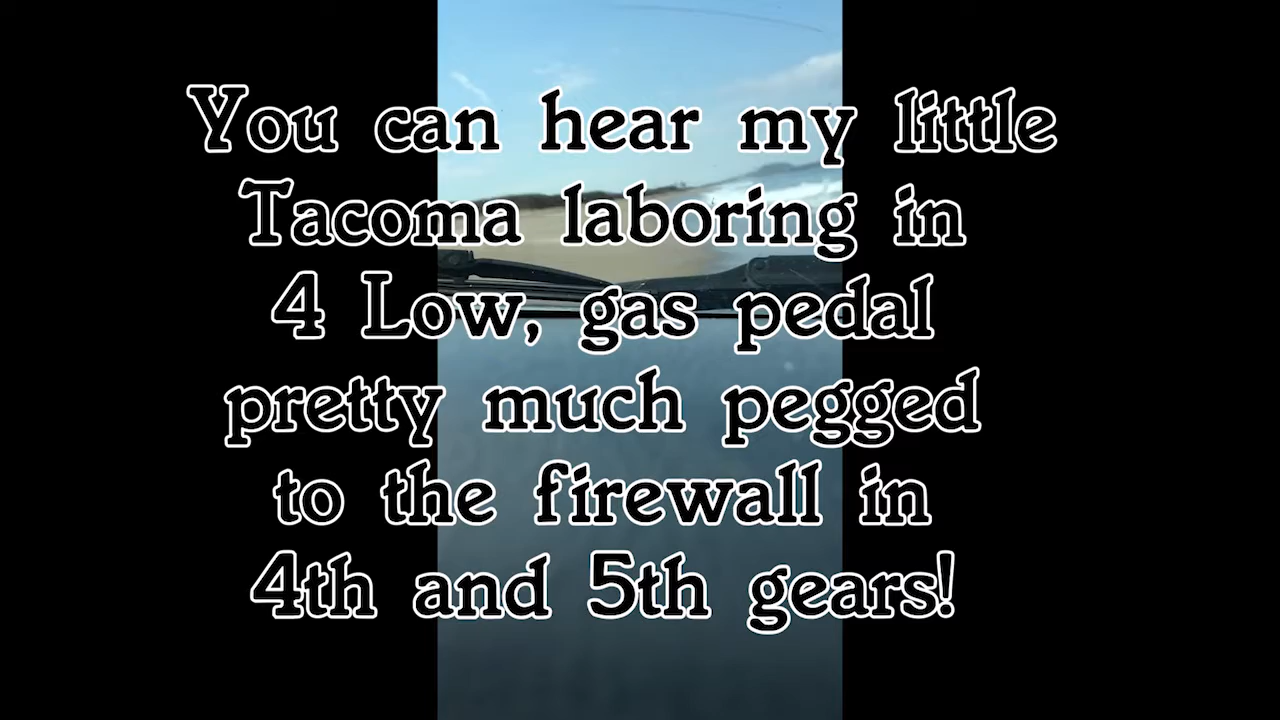 You can hear my little
Tacoma laboring in
4 Low, gas pedal
pretty much pegged
to the firewall in
4th and 5th gears!